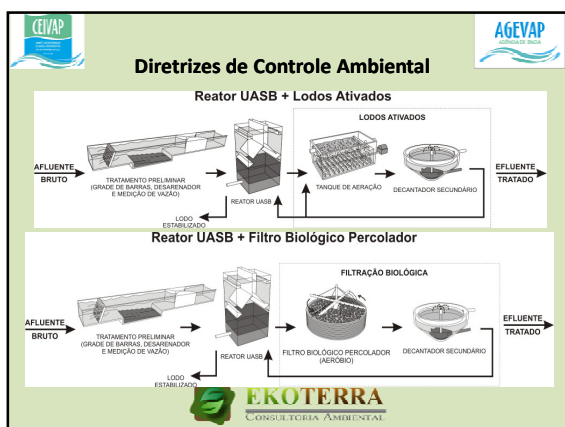 CEIVAP
AGEVAP
AGÊNCIA DE BACIA
Diretrizes de Controle Ambiental
Reator UASB + Lodos Ativados
LODOS ATIVADOS
AFLUENTE
BRUTO
TRATAMENTO PRELIMINAR
(GRADE DE BARRAS, DESARENADOR
E MEDIÇÃO DE VAZÃO)
REATOR UASB
TANQUE DE AERAÇÃO
DECANTADOR SECUNDÁRIO
EFLUENTE
TRATADO
LODO
ESTABILIZADO
Reator UASB + Filtro Biológico Percolador
FILTRAÇÃO BIOLÓGICA
AFLUENTE
BRUTO
TRATAMENTO PRELIMINAR
(GRADE DE BARRAS, DESARENADOR
E MEDIÇÃO DE VAZÃO)
REATOR UASB
FILTRO BIOLÓGICO PERCOLADOR
(AERÓBIO)
DECANTADOR SECUNDÁRIO
EFLUENTE
TRATADO
LODO
ESTABILIZADO
EKOTERRA
CONSULTORIA AMBIENTAL